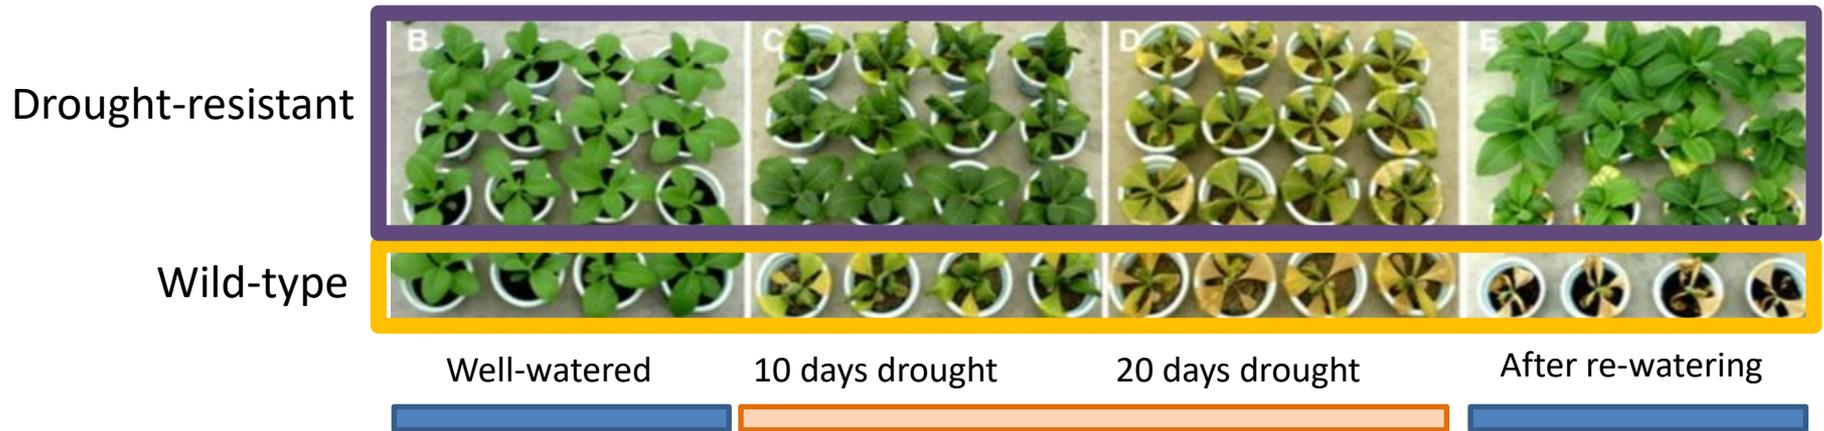 B C D E
Drought-resistant
Wild-type
Well-watered 10 days drought 20 days drought After re-watering